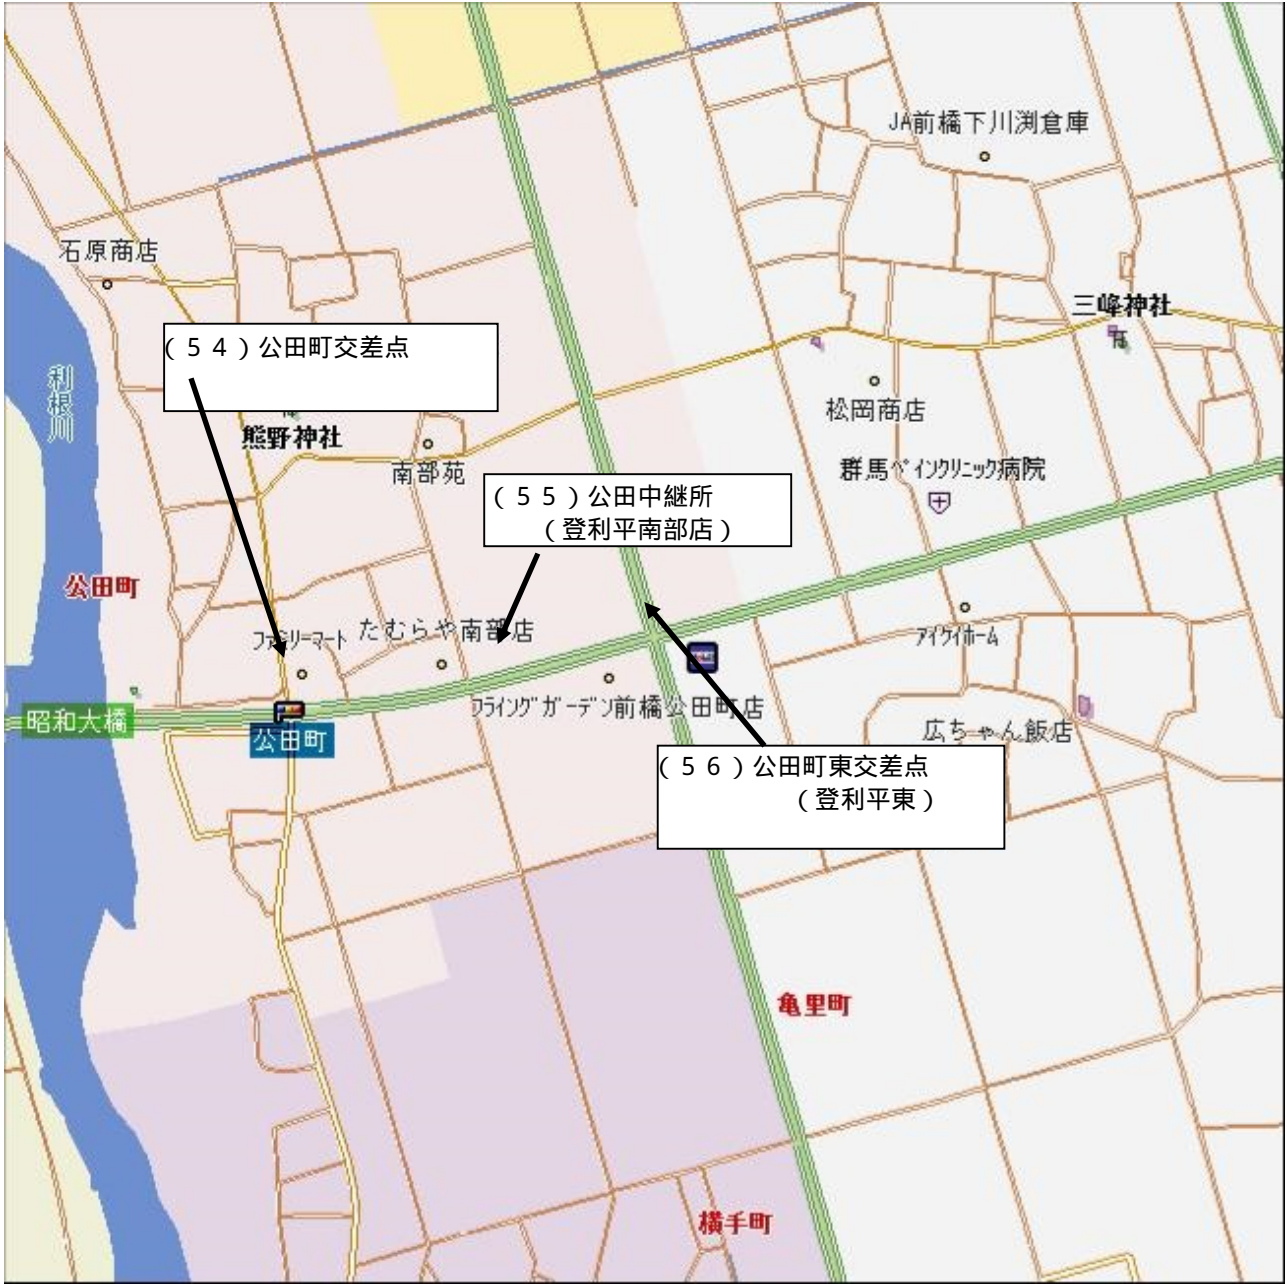 JA前橋下川渕倉庫
石原商店
三峰神社
(54)公田町交差点
利根川
松岡商店
熊野神社
南部苑
群馬ペインクリニック病院
(55)公田中継所
(登利平南部店)
公田町
ファミリーマート
たむらや南部店
アイケイホーム
フライングガーデン前橋公田町店
昭和大橋
公田町
広ちゃん飯店
(56)公田町東交差点
(登利平東)
亀里町
横手町